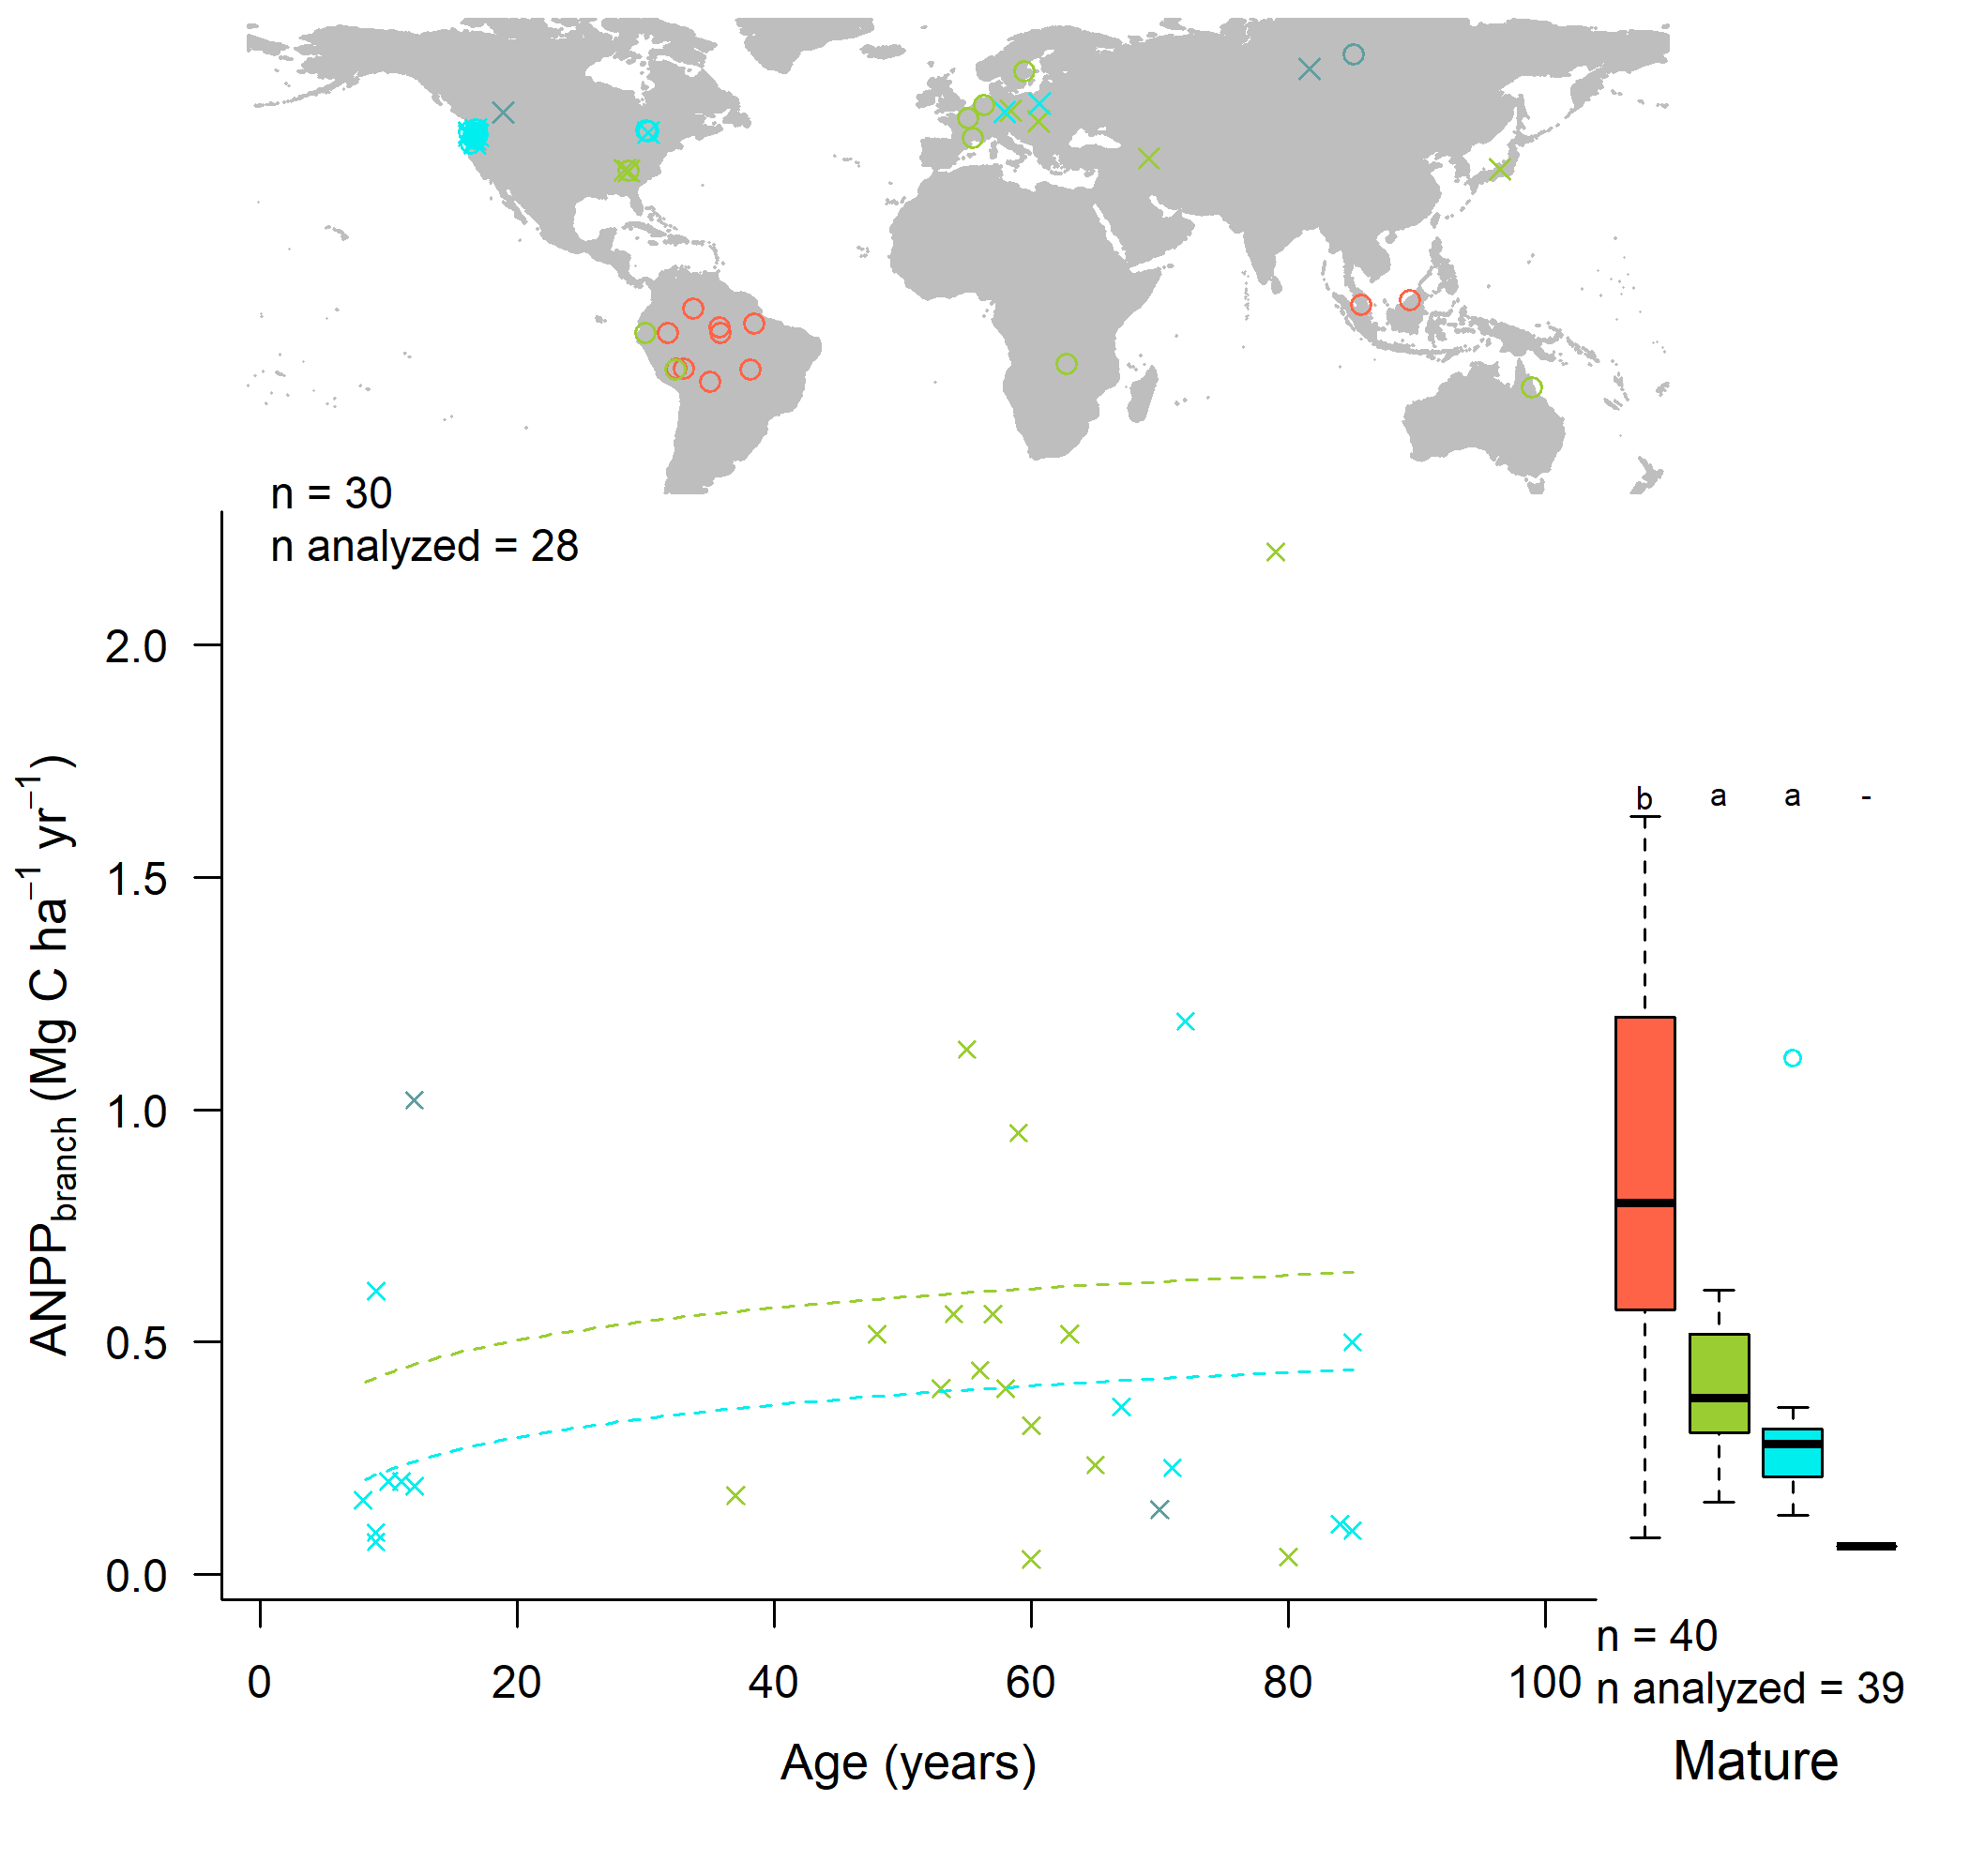 n = 30
n analyzed = 28
2.0
1.5
1.0
0.5
0.0
ANPPbranch (Mg C ha−1 yr−1)
b a a -
0 20 40 60 80 100
Age (years)
n = 40
n analyzed = 39
Mature